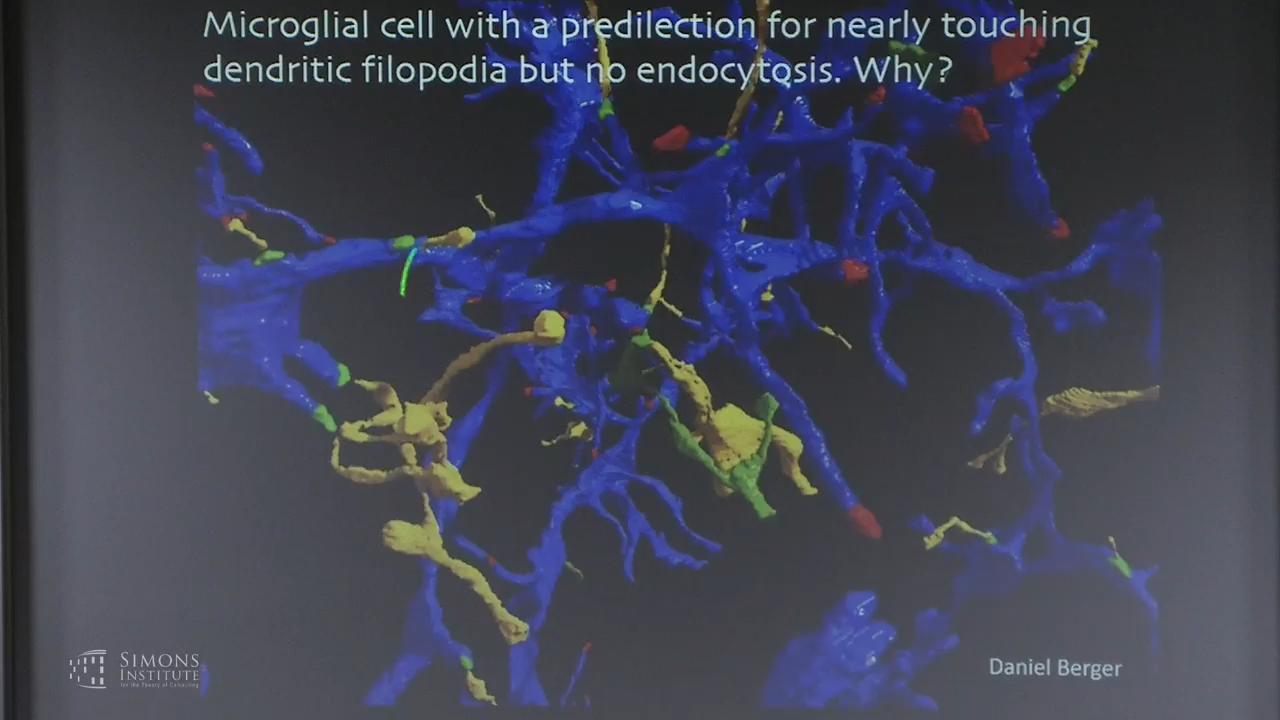 Microglial cell with a predilection for nearly touching
dendritic filopodia but no endocytosis. Why?
SIMONS
INSTITUTE
for the Theory of Computing
Daniel Berger